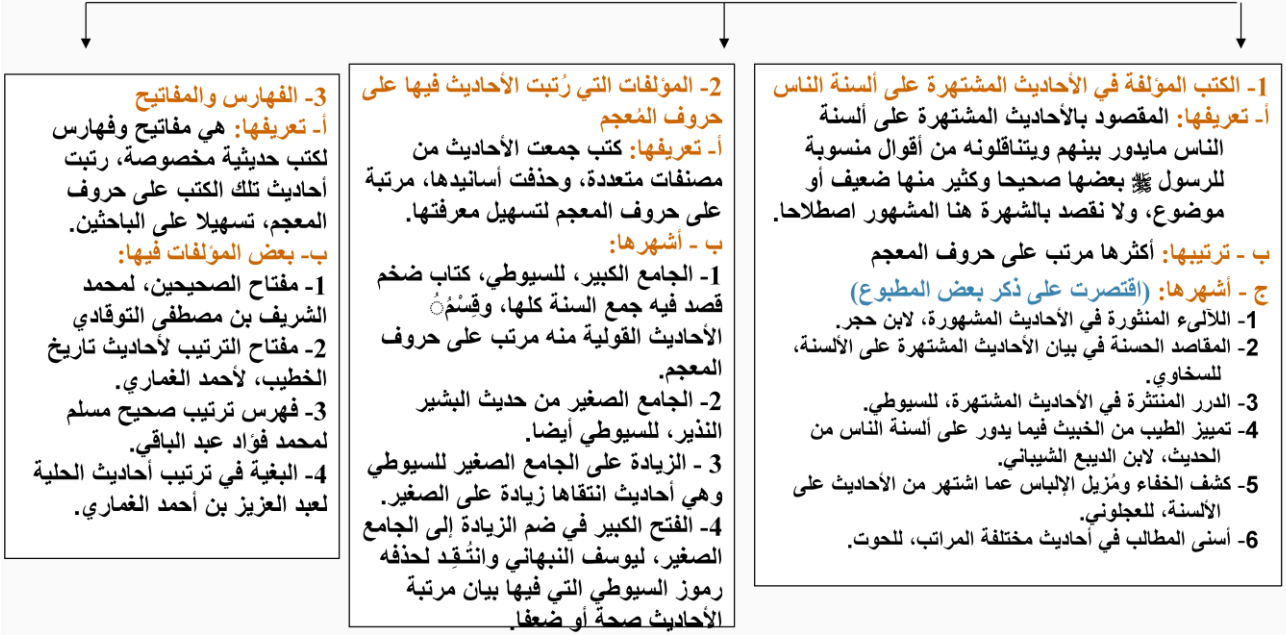 1- الكتب المؤلفة في الأحاديث المشتهرة على ألسنة الناس
أ- تعريفها: المقصود بالأحاديث المشتهرة على ألسنة
الناس مايدور بينهم ويتناقلونه من أقوال منسوبة
للرسول ﷺ بعضها صحيحا وكثير منها ضعيف أو
موضوع، ولا نقصد بالشهرة هنا المشهور اصطلاحا.
ب - ترتيبها: أكثرها مرتب على حروف المعجم
ج - أشهرها: (اقتصرت على ذكر بعض المطبوع)
1- اللآلىء المنثورة في الأحاديث المشهورة، لابن حجر.
2- المقاصد الحسنة في بيان الأحاديث المشتهرة على الألسنة،
للسخاوي.
3- الدرر المنتثرة في الأحاديث المشتهرة، للسيوطي.
4- تمييز الطيب من الخبيث فيما يدور على ألسنة الناس من
الحديث، لابن الديبع الشيباني.
5- كشف الخفاء ومُزيل الإلباس عما اشتهر من الأحاديث على
الألسنة، للعجلوني.
6- أسنى المطالب في أحاديث مختلفة المراتب، للحوت.
2- المؤلفات التي رُتبت الأحاديث فيها على
حروف المُعجم
أ- تعريفها: كتب جمعت الأحاديث من
مصنفات متعددة، وحذفت أسانيدها، مرتبة
على حروف المعجم لتسهيل معرفتها.
ب - أشهرها:
1- الجامع الكبير، للسيوطي، كتاب ضخم
قصد فيه جمع السنة كلها، وقِسْمُُ
الأحاديث القولية منه مرتب على حروف
المعجم.
2- الجامع الصغير من حديث البشير
النذير، للسيوطي أيضا.
3 - الزيادة على الجامع الصغير للسيوطي
وهي أحاديث انتقاها زيادة على الصغير.
4- الفتح الكبير في ضم الزيادة إلى الجامع
الصغير، ليوسف النبهاني وانتُـقِـد لحذفه
رموز السيوطي التي فيها بيان مرتبة
الأحاديث صحة أو ضعفا.
3- الفهارس والمفاتيح
أ- تعريفها: هي مفاتيح وفهارس
لكتب حديثية مخصوصة، رتبت
أحاديث تلك الكتب على حروف
المعجم، تسهيلا على الباحثين.
ب- بعض المؤلفات فيها:
1- مفتاح الصحيحين، لمحمد
الشريف بن مصطفى التوقادي
2- مفتاح الترتيب لأحاديث تاريخ
الخطيب، لأحمد الغماري.
3- فهرس ترتيب صحيح مسلم
لمحمد فؤاد عبد الباقي.
4- البغية في ترتيب أحاديث الحلية
لعبد العزيز بن أحمد الغماري.